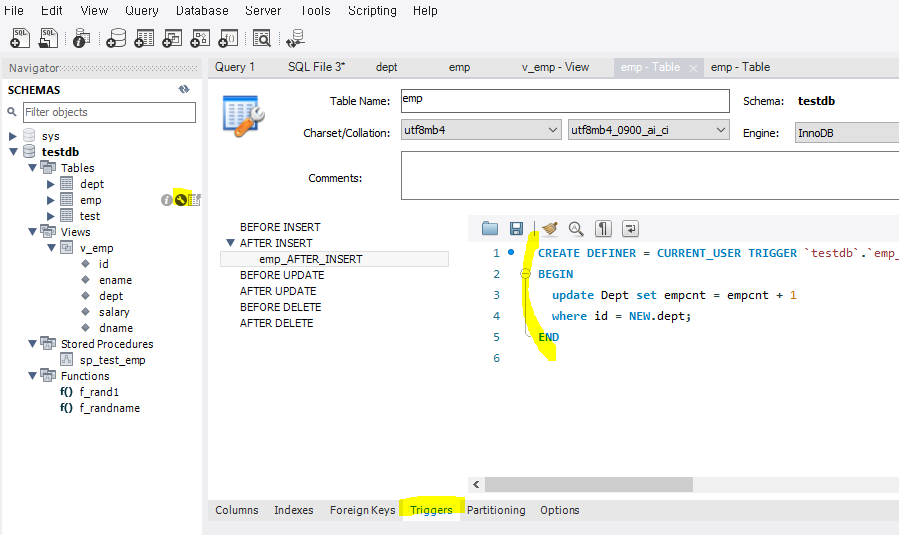 File Edit View Query Database Server Tools Scripting Help
Navigator
Query 1 SQL File 3* dept emp v_emp - View emp - Table emp - Table
SCHEMAS
Filter objects
sys
testdb
Tables
dept
emp
test
Views
v_emp
id
ename
dept
salary
dname
Stored Procedures
sp_test_emp
Functions
f() f_rand1
f() f_randname
Table Name: emp Schema: testdb
Charset/Collation: utf8mb4 utf8mb4_0900_ai_ci Engine: InnoDB
Comments:
BEFORE INSERT
AFTER INSERT
emp_AFTER_INSERT
BEFORE UPDATE
AFTER UPDATE
BEFORE DELETE
AFTER DELETE
1 CREATE DEFINER = CURRENT_USER TRIGGER `testdb`.`emp_
2 BEGIN
3 update Dept set empcnt = empcnt + 1
4 where id = NEW.dept;
5 END
6
Columns Indexes Foreign Keys Triggers Partitioning Options